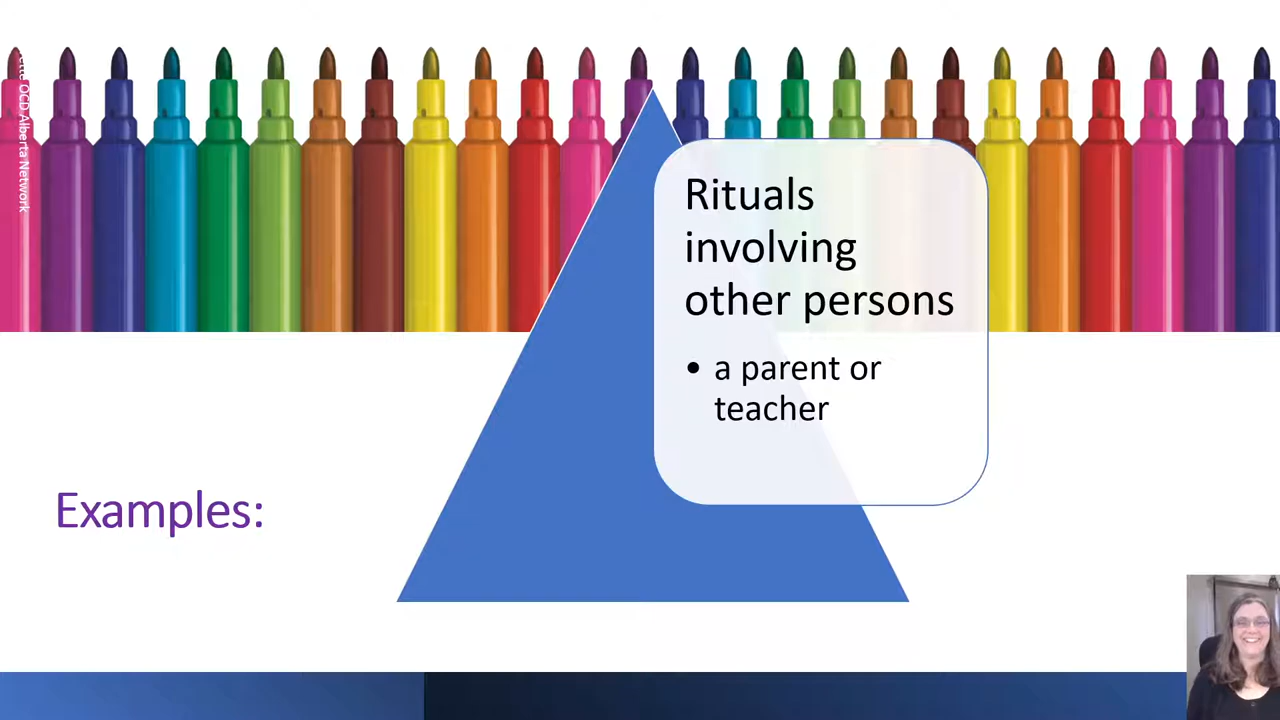 OCD Alberta Network
Rituals
involving
other persons
• a parent or
teacher
Examples: